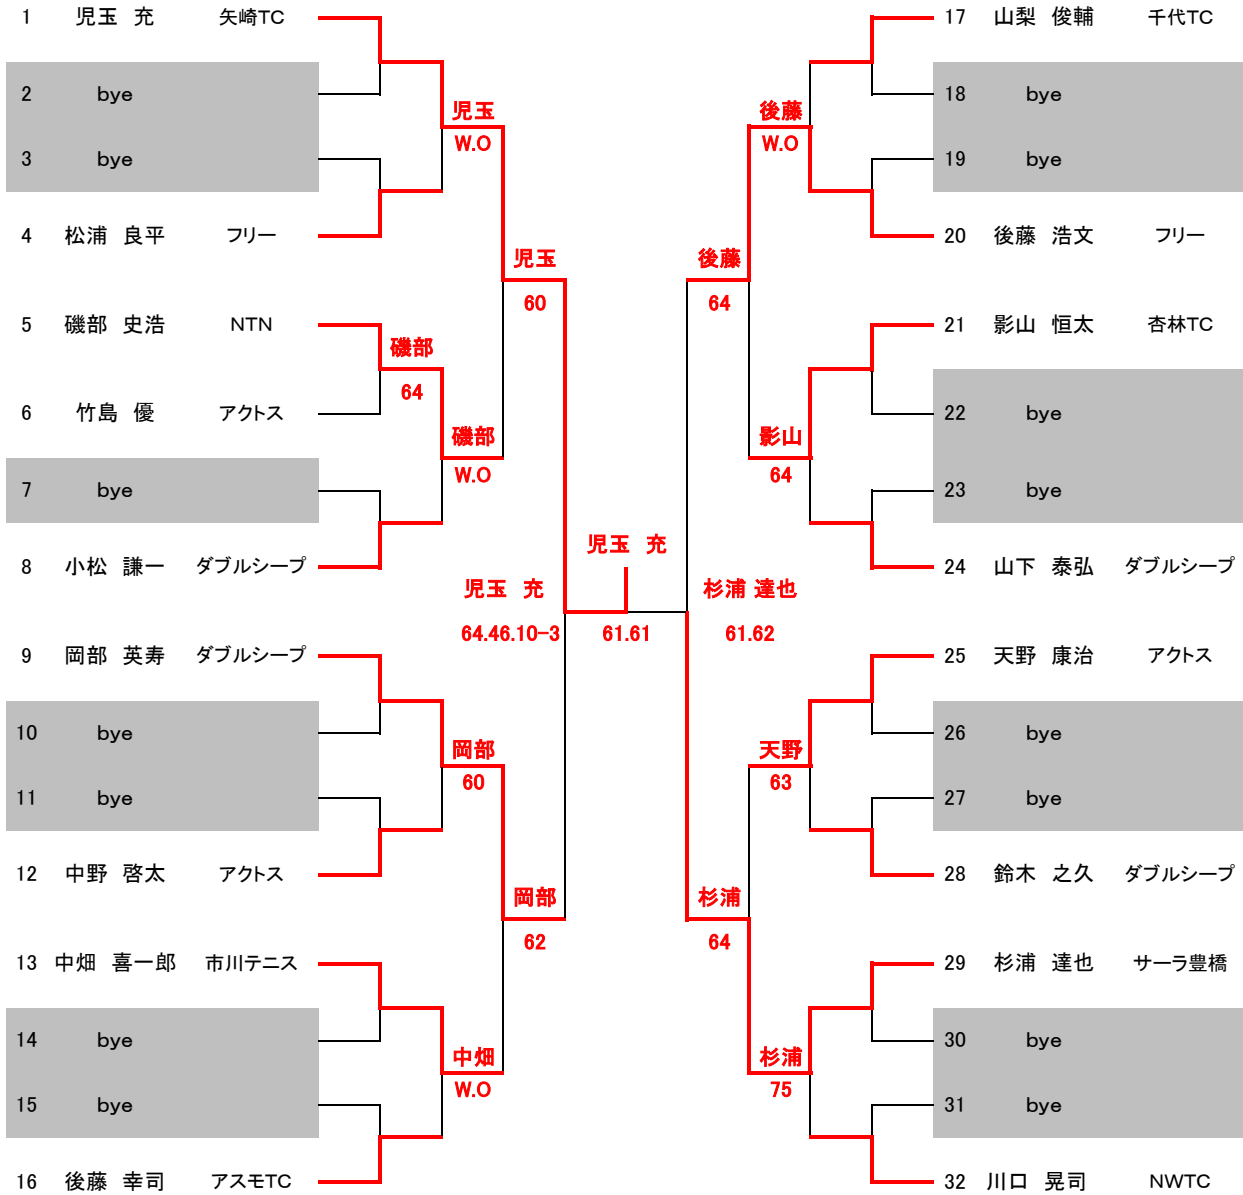 1 児玉 充 矢崎TC
2 bye
3 bye
4 松浦 良平 フリー
5 磯部 史浩 NTN
6 竹島 優 アクトス
7 bye
8 小松 謙一 ダブルシープ
9 岡部 英寿 ダブルシープ
10 bye
11 bye
12 中野 啓太 アクトス
13 中畑 喜一郎 市川テニス
14 bye
15 bye
16 後藤 幸司 アスモTC
磯部
64
児玉
W.O
磯部
W.O
岡部
60
中畑
W.O
児玉
60
岡部
62
児玉 充
64.46.10-3
児玉 充
61.61
杉浦 達也
61.62
後藤
64
杉浦
64
後藤
W.O
影山
64
天野
63
杉浦
75
17 山梨 俊輔 千代TC
18 bye
19 bye
20 後藤 浩文 フリー
21 影山 恒太 杏林TC
22 bye
23 bye
24 山下 泰弘 ダブルシープ
25 天野 康治 アクトス
26 bye
27 bye
28 鈴木 之久 ダブルシープ
29 杉浦 達也 サーラ豊橋
30 bye
31 bye
32 川口 晃司 NWTC